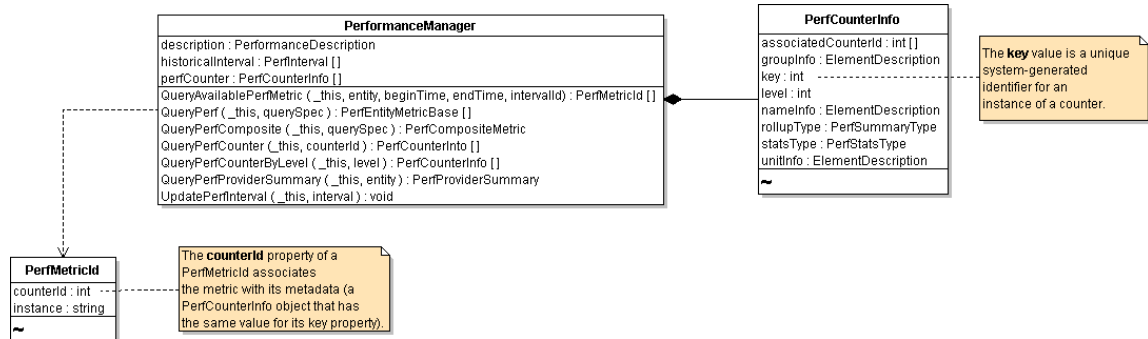 PerformanceManager
description : PerformanceDescription
historicalInterval : PerfInterval [ ]
perfCounter : PerfCounterInfo [ ]
QueryAvailablePerfMetric ( _this, entity, beginTime, endTime, intervalId) : PerfMetricId [ ]
QueryPerf ( _this, querySpec ) : PerfEntityMetricBase [ ]
QueryPerfComposite ( _this, querySpec ) : PerfCompositeMetric
QueryPerfCounter ( _this, counterId ) : PerfCounterInto [ ]
QueryPerfCounterByLevel ( _this, level ) : PerfCounterInfo [ ]
QueryPerfProviderSummary ( _this, entity ) : PerfProviderSummary
UpdatePerfInterval ( _this, interval ) : void
PerfCounterInfo
associatedCounterId : int [ ]
groupInfo : ElementDescription
key : int
level : int
nameInfo : ElementDescription
rollupType : PerfSummaryType
statsType : PerfStatsType
unitInfo : ElementDescription
~
The key value is a unique
system-generated
identifier for an
instance of a counter.
PerfMetricId
counterId : int
instance : string
~
The counterId property of a
PerfMetricId associates
the metric with its metadata (a
PerfCounterInfo object that has
the same value for its key property).